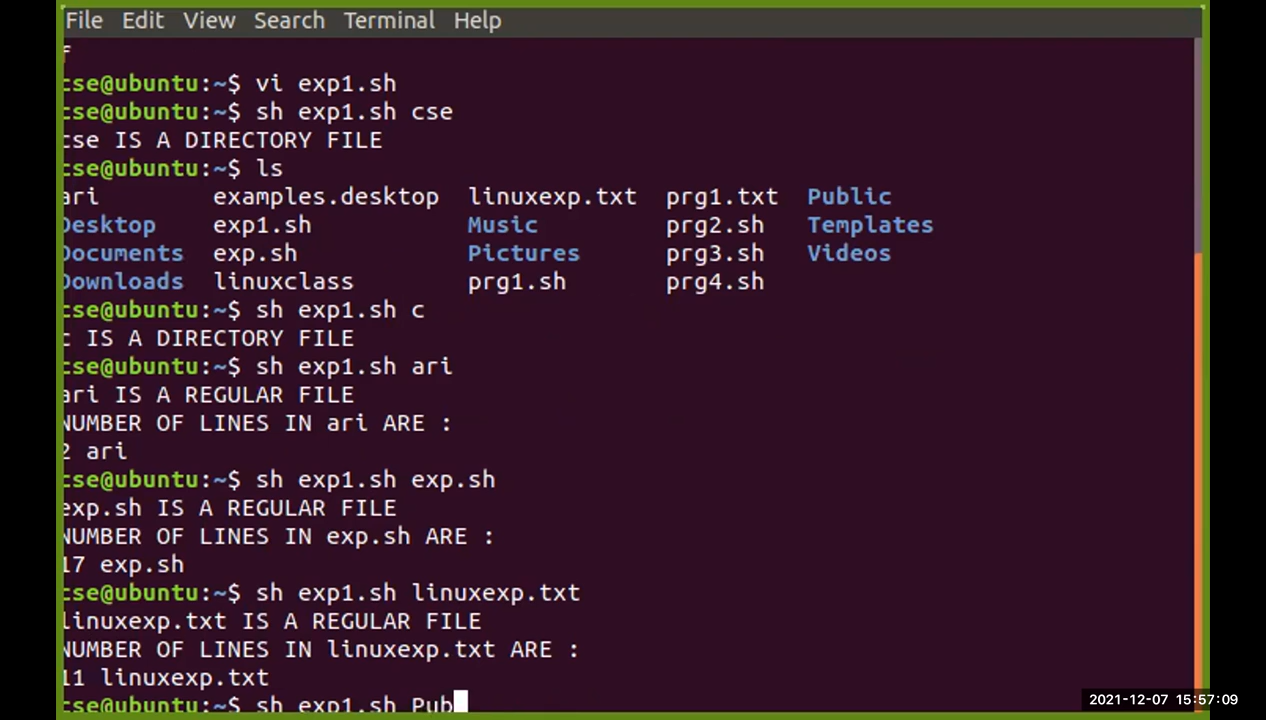 File Edit View Search Terminal Help
f
cse@ubuntu:~$ vi exp1.sh
cse@ubuntu:~$ sh exp1.sh cse
cse IS A DIRECTORY FILE
cse@ubuntu:~$ ls
ari examples.desktop linuxexp.txt prg1.txt Public
Desktop exp1.sh Music prg2.sh Templates
Documents exp.sh Pictures prg3.sh Videos
Downloads linuxclass prg1.sh prg4.sh
cse@ubuntu:~$ sh exp1.sh c
c IS A DIRECTORY FILE
cse@ubuntu:~$ sh exp1.sh ari
ari IS A REGULAR FILE
NUMBER OF LINES IN ari ARE :
2 ari
cse@ubuntu:~$ sh exp1.sh exp.sh
exp.sh IS A REGULAR FILE
NUMBER OF LINES IN exp.sh ARE :
17 exp.sh
cse@ubuntu:~$ sh exp1.sh linuxexp.txt
linuxexp.txt IS A REGULAR FILE
NUMBER OF LINES IN linuxexp.txt ARE :
11 linuxexp.txt
cse@ubuntu:~$ sh exp1.sh Pub
2021-12-07 15:57:09